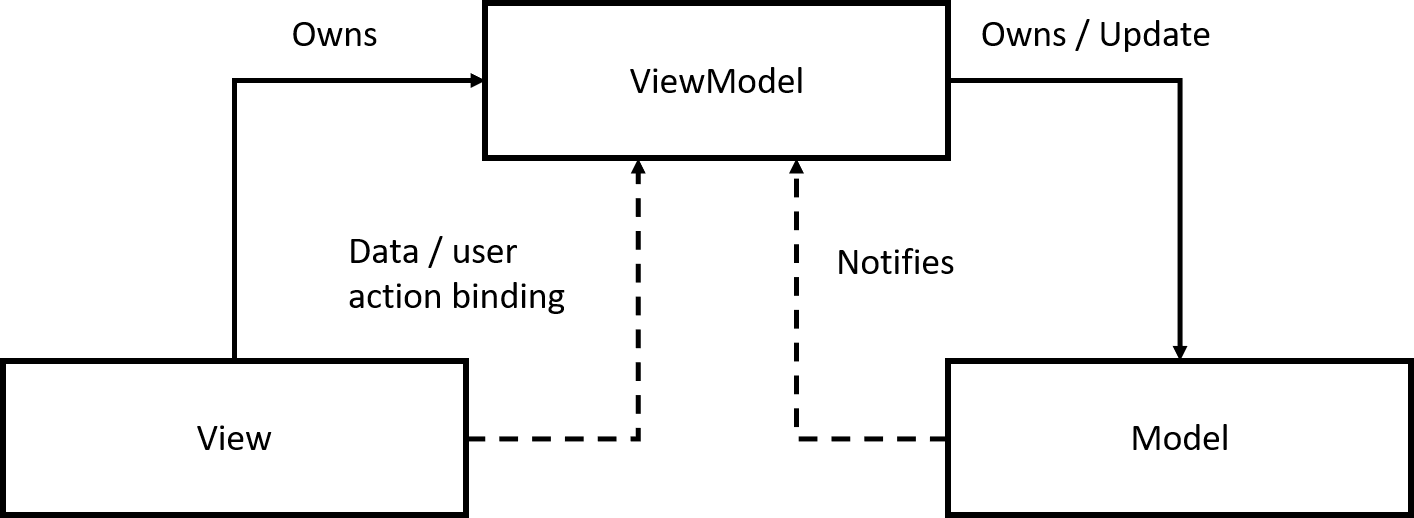 Owns
Owns / Update
ViewModel
Data / user
action binding
Notifies
View
Model